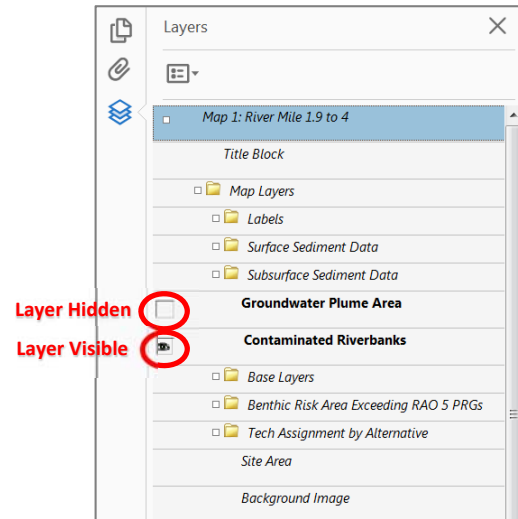 Layers
Map 1: River Mile 1.9 to 4
Title Block
Map Layers
Labels
Surface Sediment Data
Subsurface Sediment Data
Layer Hidden
Groundwater Plume Area
Layer Visible
Contaminated Riverbanks
Base Layers
Benthic Risk Area Exceeding RAO 5 PRGs
Tech Assignment by Alternative
Site Area
Background Image